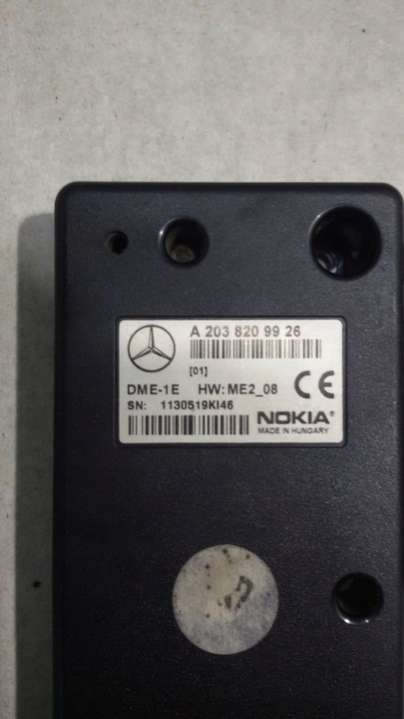 A 203 820 99 26
[01]
DME-1E HW: ME2_08 CE
SN: 1130519KI46 NOKIA
MADE IN HUNGARY